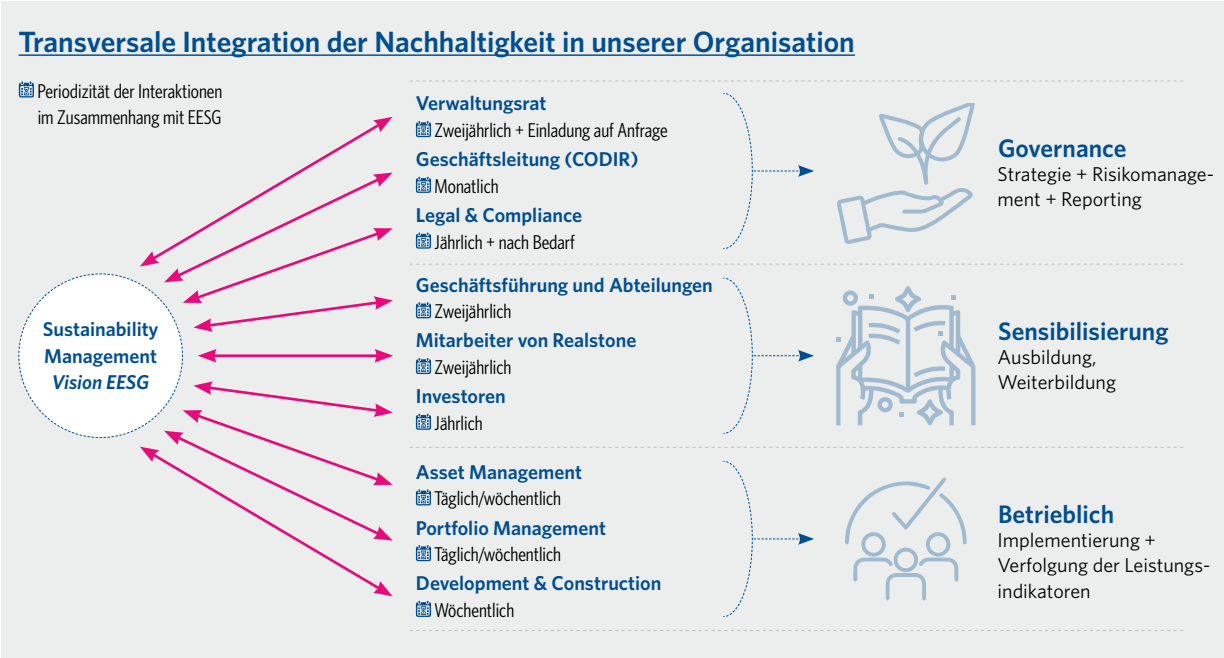 Transversale Integration der Nachhaltigkeit in unserer Organisation
Periodizität der Interaktionen
im Zusammenhang mit EESG
Sustainability
Management
Vision EESG
Verwaltungsrat
Zweijährlich + Einladung auf Anfrage
Geschäftsleitung (CODIR)
Monatlich
Legal & Compliance
Jährlich + nach Bedarf
Governance
Strategie + Risikomanage-
ment + Reporting
Geschäftsführung und Abteilungen
Zweijährlich
Mitarbeiter von Realstone
Zweijährlich
Investoren
Jährlich
Sensibilisierung
Ausbildung,
Weiterbildung
Asset Management
Täglich/wöchentlich
Portfolio Management
Täglich/wöchentlich
Development & Construction
Wöchentlich
Betrieblich
Implementierung +
Verfolgung der Leistungs-
indikatoren